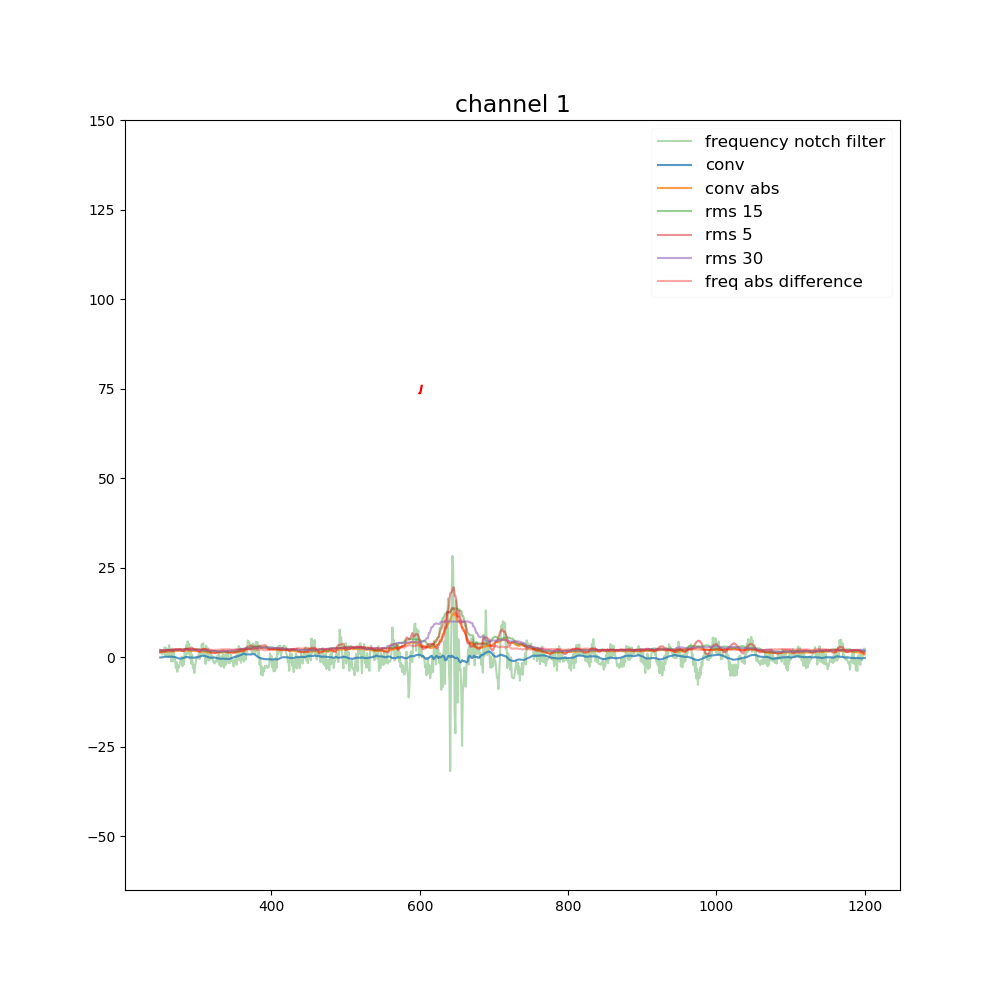 channel 1
150
125
100
75
50
25
0
−25
−50
400 600 800 1000 1200
frequency notch filter
conv
conv abs
rms 15
rms 5
rms 30
freq abs difference